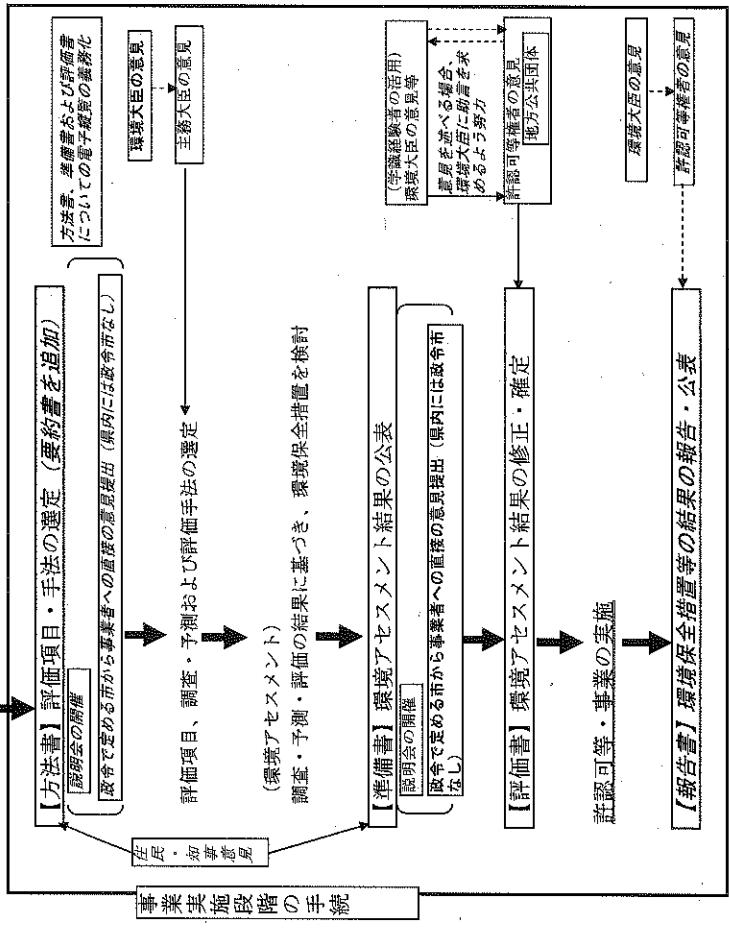 事業実施段階の手続
住民・知事意見
【方法書】評価項目・手法の選定（要約書を追加）
説明会の開催
政令で定める市から事業者への直接の意見提出（県内には政令市なし）
方法書、準備書および評価書
についての電子縦覧の義務化
環境大臣の意見
主務大臣の意見
評価項目、調査・予測および評価手法の選定
(環境アセスメント)
調査・予測・評価の結果に基づき、環境保全措置を検討
【準備書】環境アセスメント結果の公表
説明会の開催
政令で定める市から事業者への直接の意見提出（県内には政令市
なし）
(学識経験者の活用)
環境大臣の意見等
意見を述べる場合、
環境大臣に助言を求
めるよう努力
許認可等権者の意見
地方公共団体
【評価書】環境アセスメント結果の修正・確定
許認可等・事業の実施
環境大臣の意見
許認可等権者の意見
【報告書】環境保全措置等の結果の報告・公表